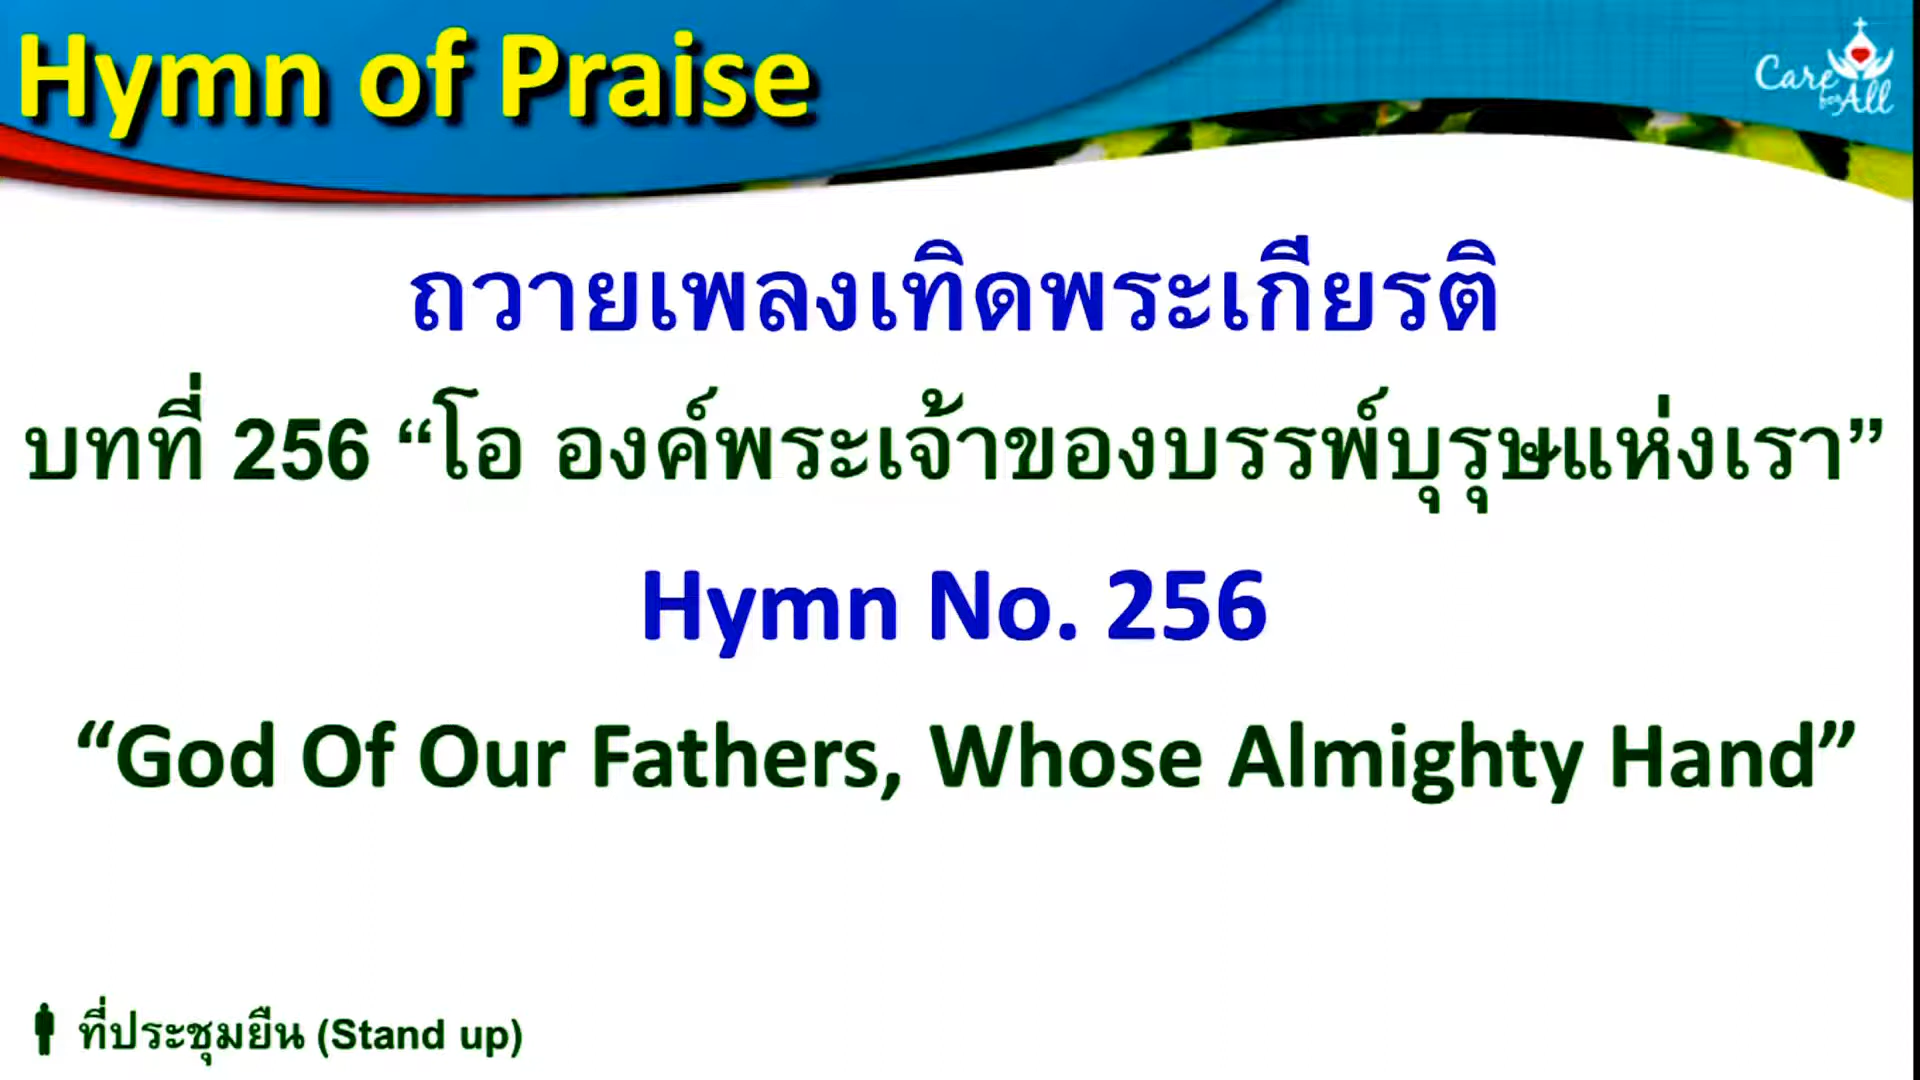 Hymn of Praise
Care for All
ถวายเพลงเทิดพระเกียรติ
บทที่ 256 “โอ องค์พระเจ้าของบรรพ์บุรุษแห่งเรา”
Hymn No. 256
“God Of Our Fathers, Whose Almighty Hand”
ที่ประชุมยืน (Stand up)